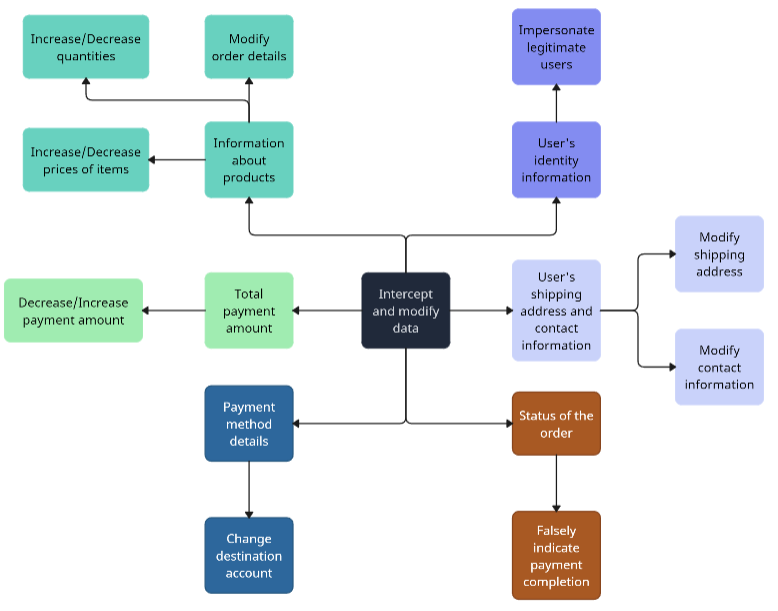 Increase/Decrease
quantities
Modify
order details
Impersonate
legitimate
users
Increase/Decrease
prices of items
Information
about
products
User's
identity
information
Decrease/Increase
payment amount
Total
payment
amount
Intercept
and modify
data
User's
shipping
address and
contact
information
Modify
shipping
address
Modify
contact
information
Payment
method
details
Status of the
order
Change
destination
account
Falsely
indicate
payment
completion